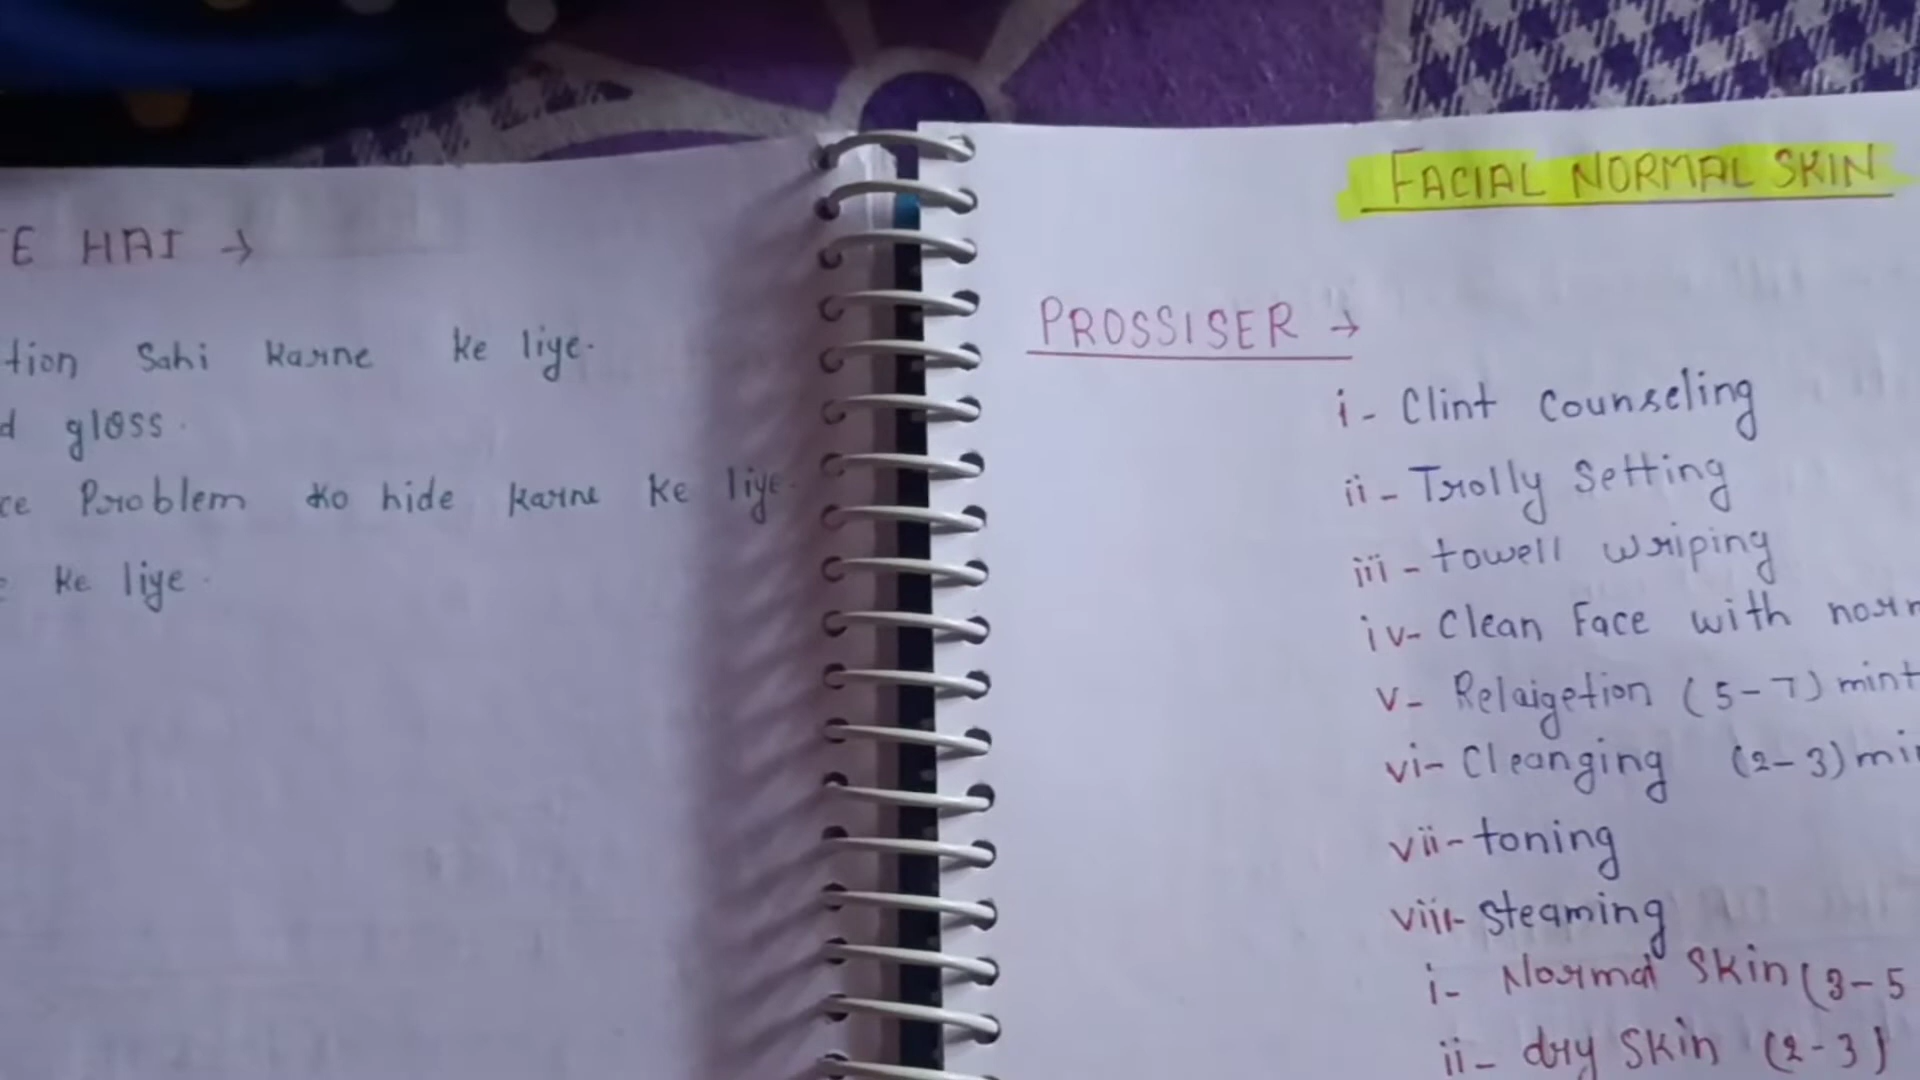 E HAI →
tion Sahi Karne ke liye.
d gloss.
ce Problem ko hide karne ke liye.
ke liye.
FACIAL NORMAL SKIN
PROSSISER →
i- Clint Counseling
ii- Trolly Setting
iii- towell wriping
iv- Clean Face with norm
v- Relaigetion (5-7) mint
vi- Cleanging (2-3) min
vii- toning
viii- Steaming
i- Normal Skin (3-5
ii- dry Skin (2-3)